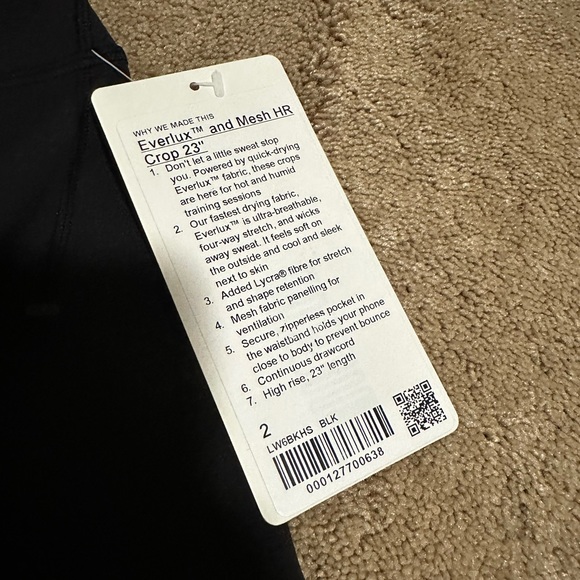 WHY WE MADE THIS
Everlux™ and Mesh HR
Crop 23"
1. Don't let a little sweat stop
you. Powered by quick-drying
Everlux™ fabric, these crops
are here for hot and humid
training sessions
2. Our fastest drying fabric,
Everlux™ is ultra-breathable,
four-way stretch, and wicks
away sweat. It feels soft on
the outside and cool and sleek
next to skin
3. Added Lycra® fibre for stretch
and shape retention
4. Mesh fabric panelling for
ventilation
5. Secure, zipperless pocket in
the waistband holds your phone
close to body to prevent bounce
6. Continuous drawcord
7. High rise, 23" length
2
LW6BKHS BLK
000127700638